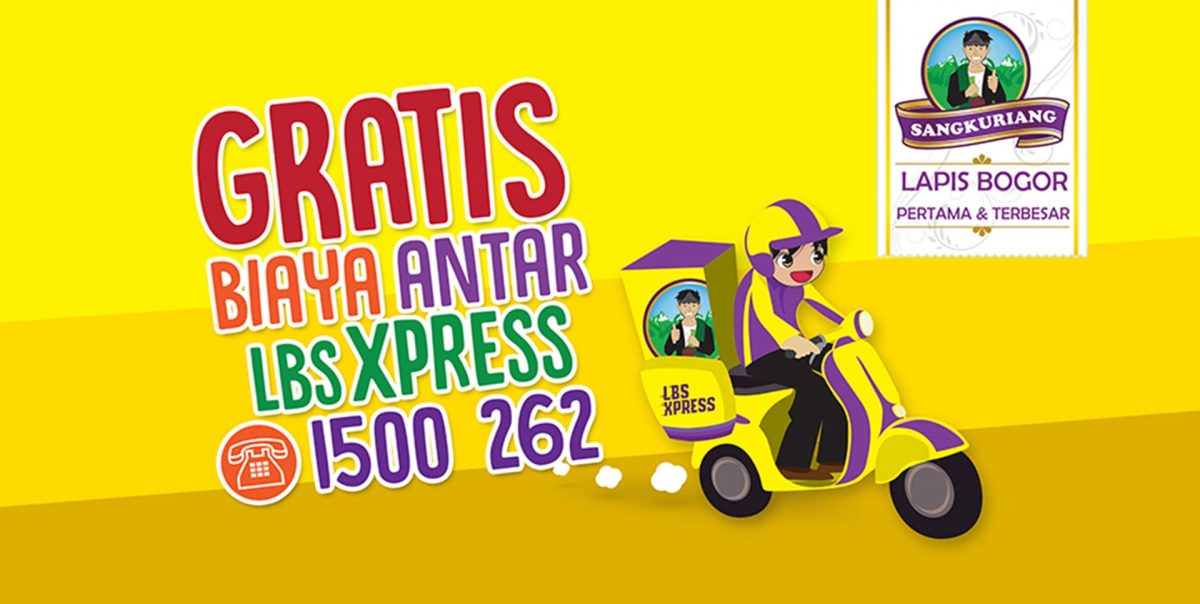 GRATIS
BIAYA ANTAR
LBS XPRESS
1500 262
SANGKURIANG
LAPIS BOGOR
PERTAMA & TERBESAR
LBS
XPRESS